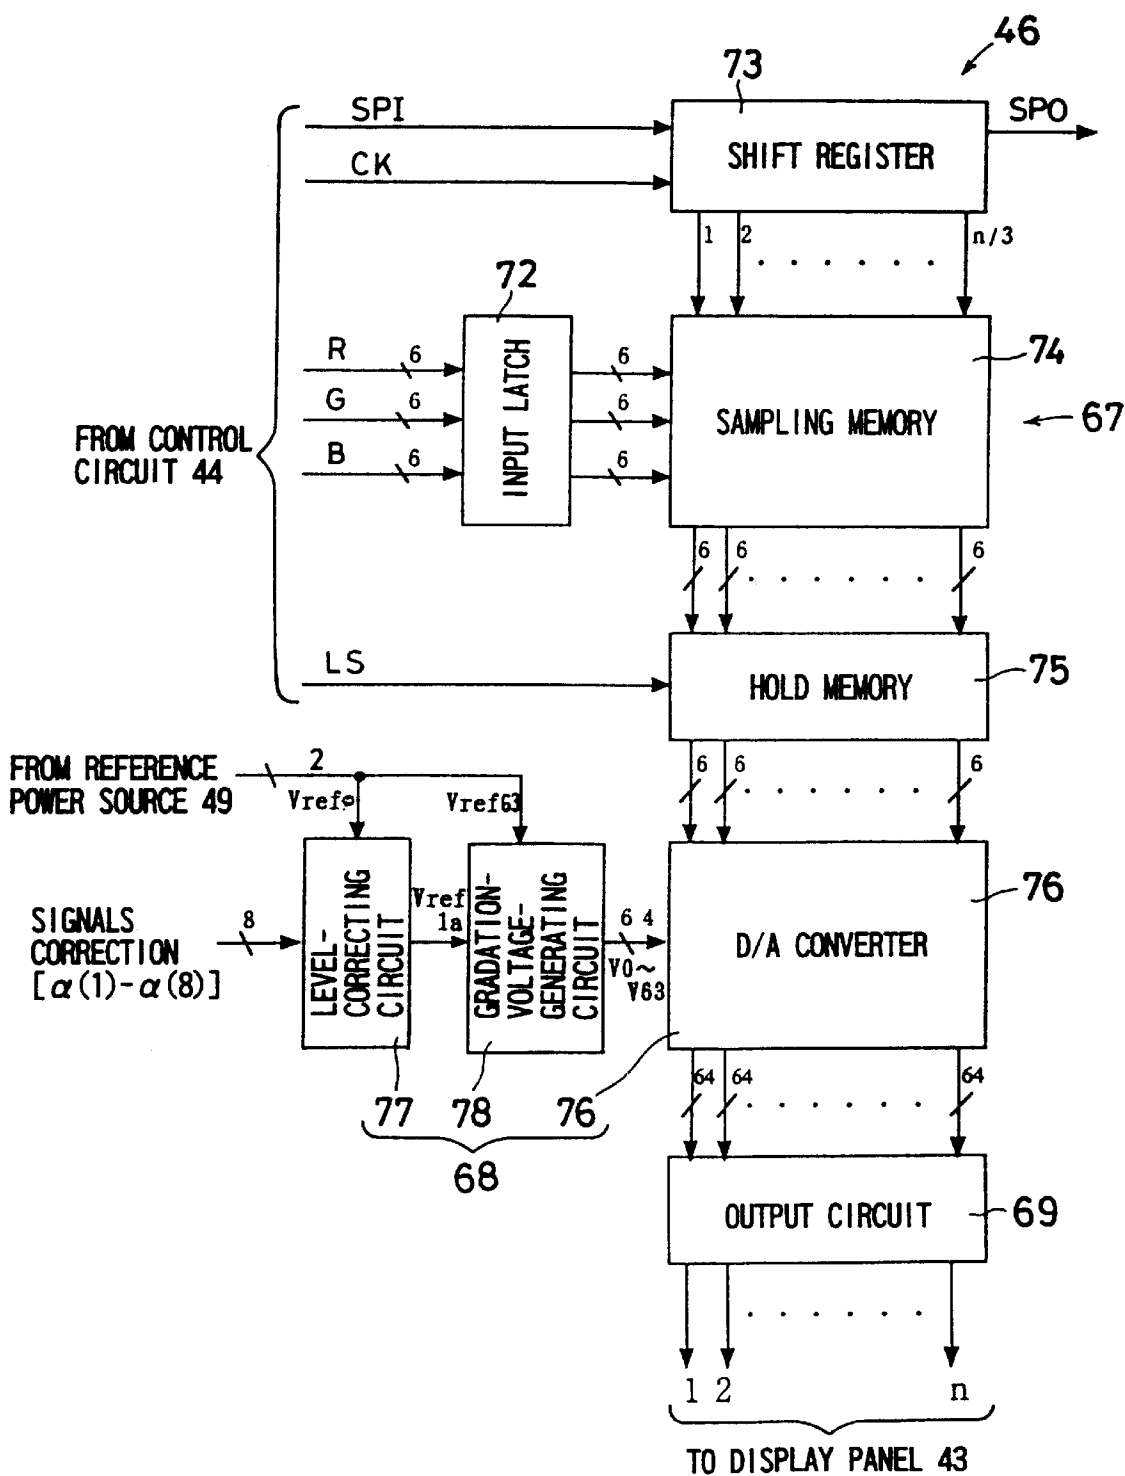 46
73
SPI
SPO
SHIFT REGISTER
CK
1
2
n/3
72
R
6
6
74
G
6
6
SAMPLING MEMORY
67
FROM CONTROL
CIRCUIT 44
B
6
6
INPUT LATCH
6
6
6
LS
75
HOLD MEMORY
FROM REFERENCE
POWER SOURCE 49
2
Vref0
Vref63
6
6
6
SIGNALS
CORRECTION
[α(1)-α(8)]
8
LEVEL-
CORRECTING
CIRCUIT
Vref
1a
GRADATION-
VOLTAGE-
GENERATING
CIRCUIT
64
V0~
V63
76
D/A CONVERTER
77
78
76
68
64
64
64
OUTPUT CIRCUIT
69
1
2
n
TO DISPLAY PANEL 43